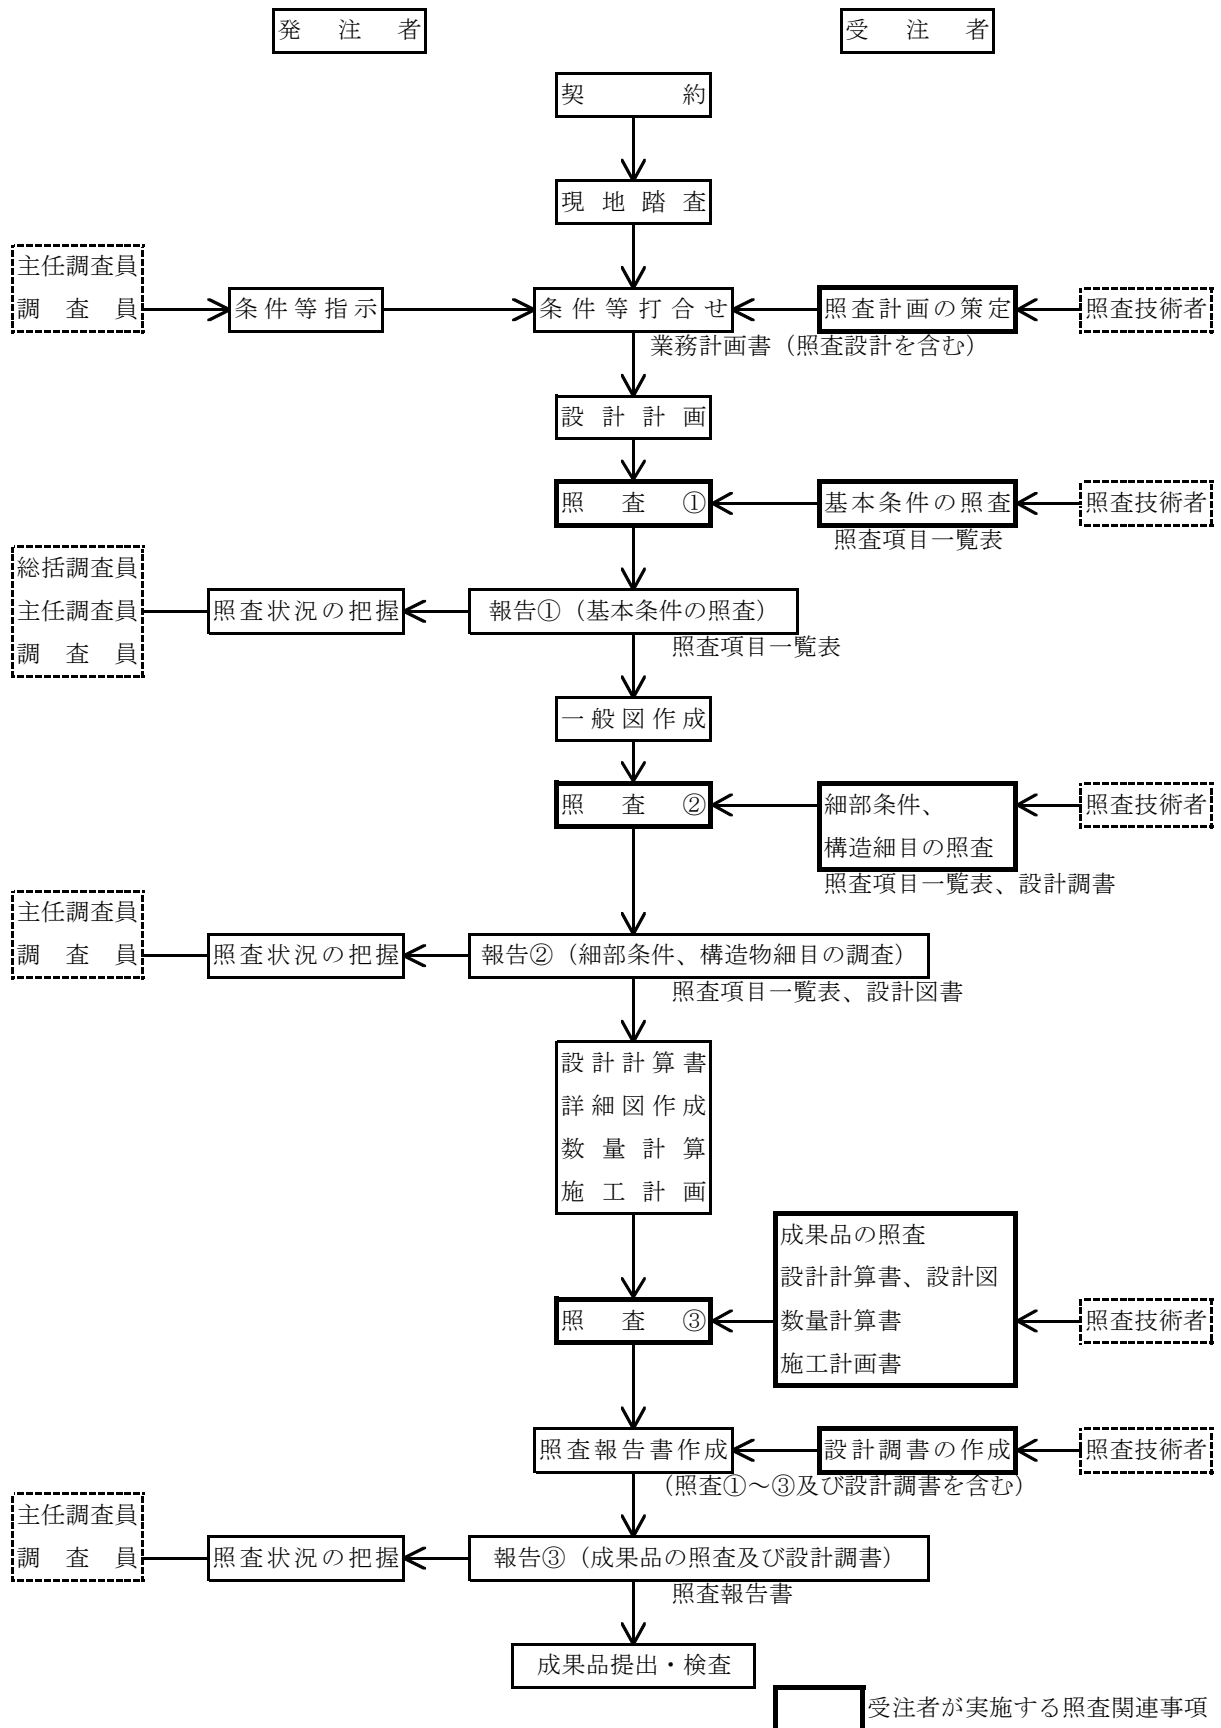 発注者
受注者
契約
現地踏査
主任調査員
調査員
条件等指示
条件等打合せ
照査計画の策定
照査技術者
業務計画書（照査設計を含む）
設計計画
照査①
基本条件の照査
照査技術者
照査項目一覧表
総括調査員
主任調査員
調査員
照査状況の把握
報告①（基本条件の照査）
照査項目一覧表
一般図作成
照査②
細部条件、
構造細目の照査
照査技術者
照査項目一覧表、設計調書
主任調査員
調査員
照査状況の把握
報告②（細部条件、構造物細目の調査）
照査項目一覧表、設計図書
設計計算書
詳細図作成
数量計算
施工計画
照査③
成果品の照査
設計計算書、設計図
数量計算書
施工計画書
照査技術者
照査報告書作成
設計調書の作成
照査技術者
（照査①～③及び設計調書を含む）
主任調査員
調査員
照査状況の把握
報告③（成果品の照査及び設計調書）
照査報告書
成果品提出・検査
受注者が実施する照査関連事項